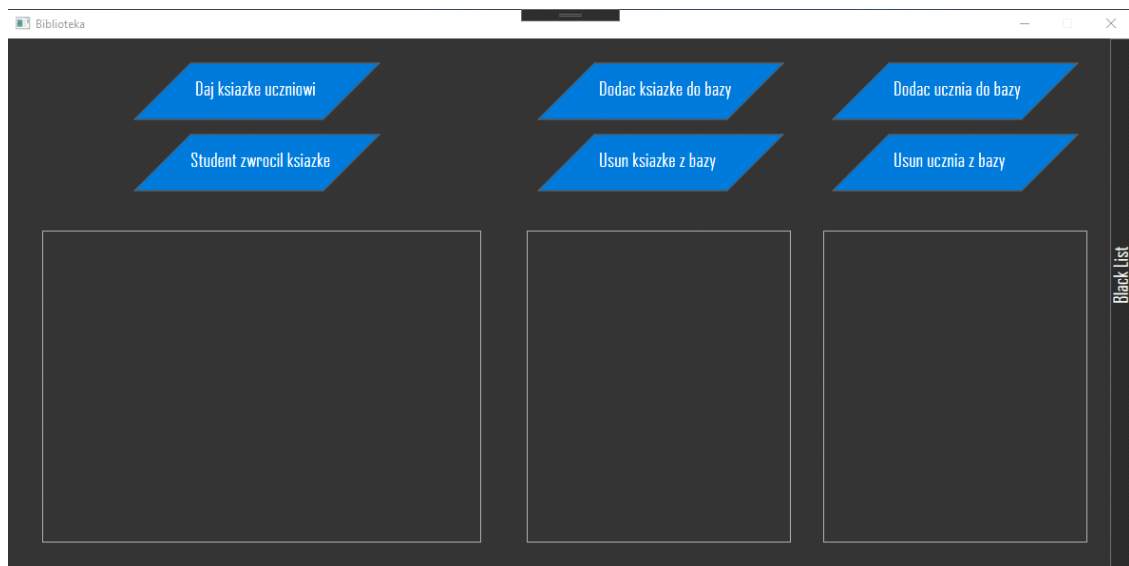 Biblioteka
Daj ksiazke uczniowi
Dodac ksiazke do bazy
Dodac ucznia do bazy
Student zwrocil ksiazke
Usun ksiazke z bazy
Usun ucznia z bazy
Black List